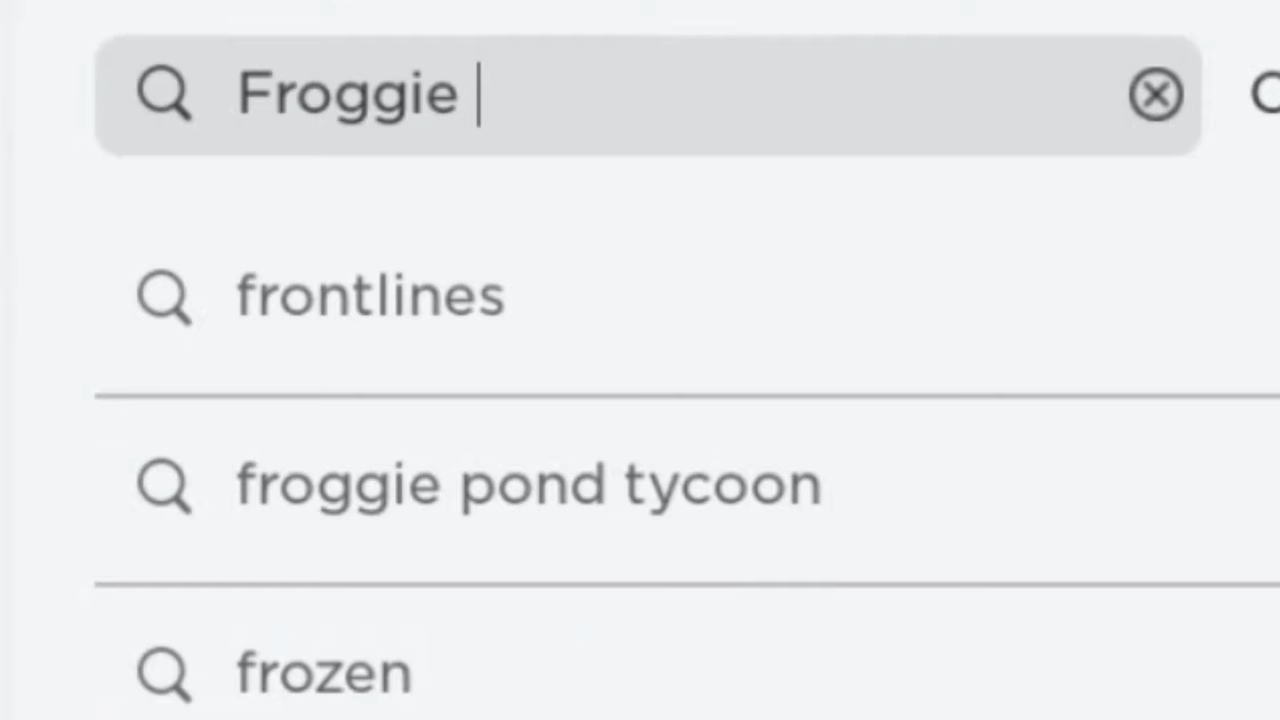 Froggie
frontlines
froggie pond tycoon
frozen